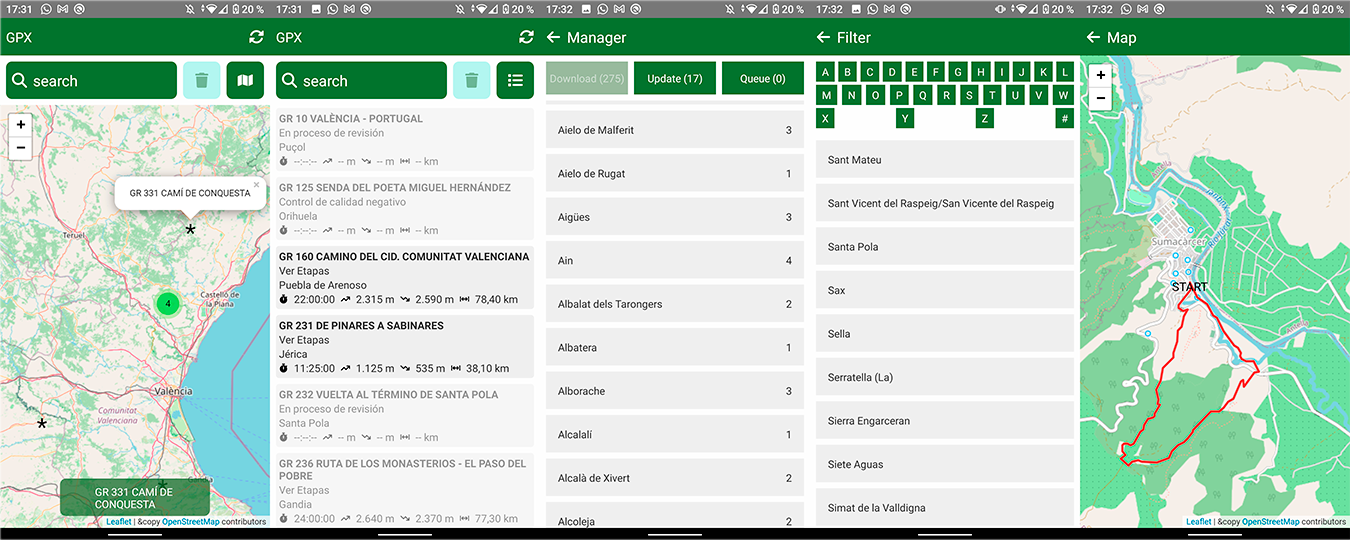 17:31
20 %
GPX
search
+
−
GR 331 CAMÍ DE CONQUESTA
×
*
Teruel
4
Castelló de
la Plana
València
Comunitat
Valenciana
*
Gandia
GR 331 CAMÍ DE
CONQUESTA
Leaflet | &copy OpenStreetMap contributors
17:31
20 %
GPX
search
GR 10 VALÈNCIA - PORTUGAL
En proceso de revisión
Puçol
--:--:-- -- m -- m -- km
GR 125 SENDA DEL POETA MIGUEL HERNÁNDEZ
Control de calidad negativo
Orihuela
--:--:-- -- m -- m -- km
GR 160 CAMINO DEL CID. COMUNITAT VALENCIANA
Ver Etapas
Puebla de Arenoso
22:00:00 2.315 m 2.590 m 78,40 km
GR 231 DE PINARES A SABINARES
Ver Etapas
Jérica
11:25:00 1.125 m 535 m 38,10 km
GR 232 VUELTA AL TÉRMINO DE SANTA POLA
En proceso de revisión
Santa Pola
--:--:-- -- m -- m -- km
GR 236 RUTA DE LOS MONASTERIOS - EL PASO DEL
POBRE
Ver Etapas
Gandia
24:00:00 2.640 m 2.370 m 77,30 km
17:32
20 %
Manager
Download (275) Update (17) Queue (0)
Aielo de Malferit 3
Aielo de Rugat 1
Aigües 3
Ain 4
Albalat dels Tarongers 2
Albatera 1
Alborache 3
Alcalalí 1
Alcalà de Xivert 2
Alcoleja 2
17:32
20 %
Filter
A B C D E F G H I J K L
M N O P Q R S T U V W
X Y Z #
Sant Mateu
Sant Vicent del Raspeig/San Vicente del Raspeig
Santa Pola
Sax
Sella
Serratella (La)
Sierra Engarceran
Siete Aguas
Simat de la Valldigna
17:32
20 %
Map
+
−
Antella
Sumacàrcer
START
Antella
Leaflet | &copy OpenStreetMap contributors